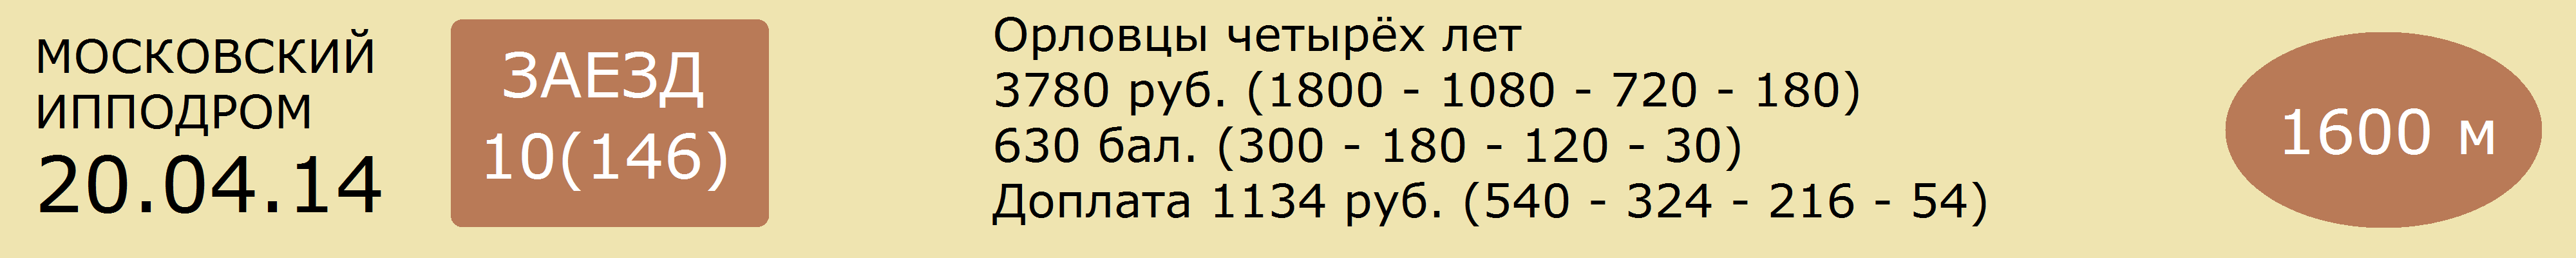 МОСКОВСКИЙ
ИППОДРОМ
20.04.14
ЗАЕЗД
10(146)
Орловцы четырёх лет
3780 руб. (1800 - 1080 - 720 - 180)
630 бал. (300 - 180 - 120 - 30)
Доплата 1134 руб. (540 - 324 - 216 - 54)
1600 м